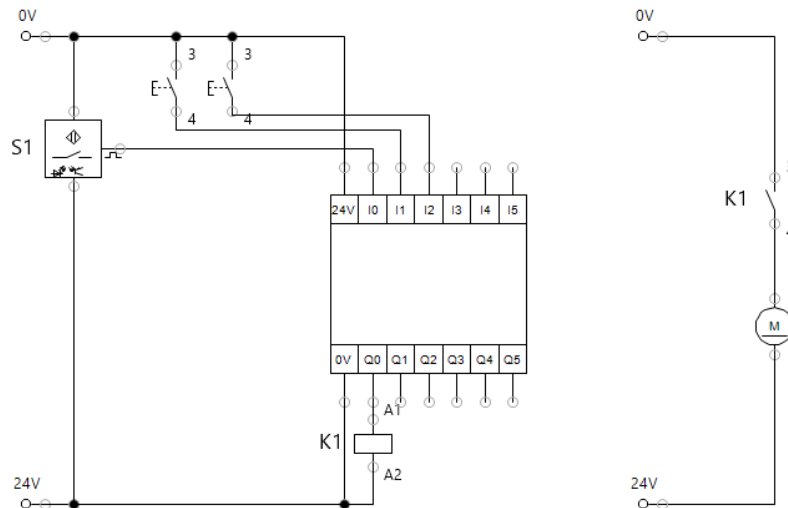 0V
0V
3
3
4
4
S1
24V I0 I1 I2 I3 I4 I5
K1
M
0V Q0 Q1 Q2 Q3 Q4 Q5
A1
K1
A2
24V
24V